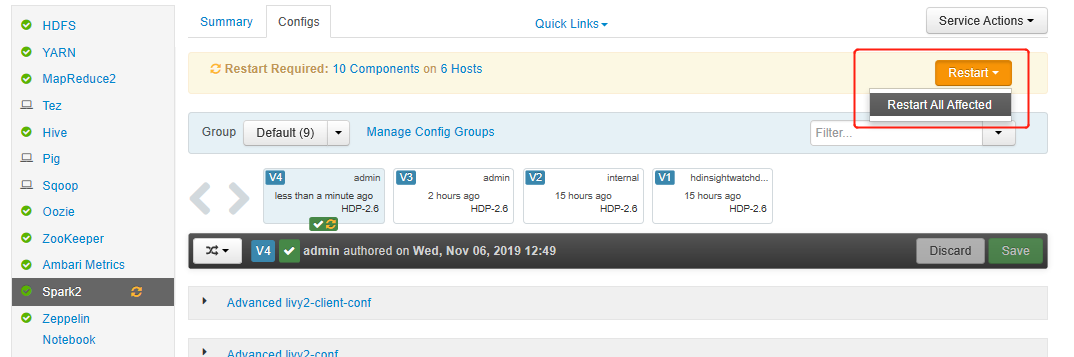 HDFS
YARN
MapReduce2
Tez
Hive
Pig
Sqoop
Oozie
ZooKeeper
Ambari Metrics
Spark2
Zeppelin
Notebook
Summary
Configs
Quick Links
Service Actions
Restart Required: 10 Components on 6 Hosts
Restart
Restart All Affected
Group
Default (9)
Manage Config Groups
Filter...
V4 admin
less than a minute ago
HDP-2.6
V3 admin
2 hours ago
HDP-2.6
V2 internal
15 hours ago
HDP-2.6
V1 hdinsightwatchd...
15 hours ago
HDP-2.6
V4 admin authored on Wed, Nov 06, 2019 12:49
Discard
Save
Advanced livy2-client-conf
Advanced livy2-conf